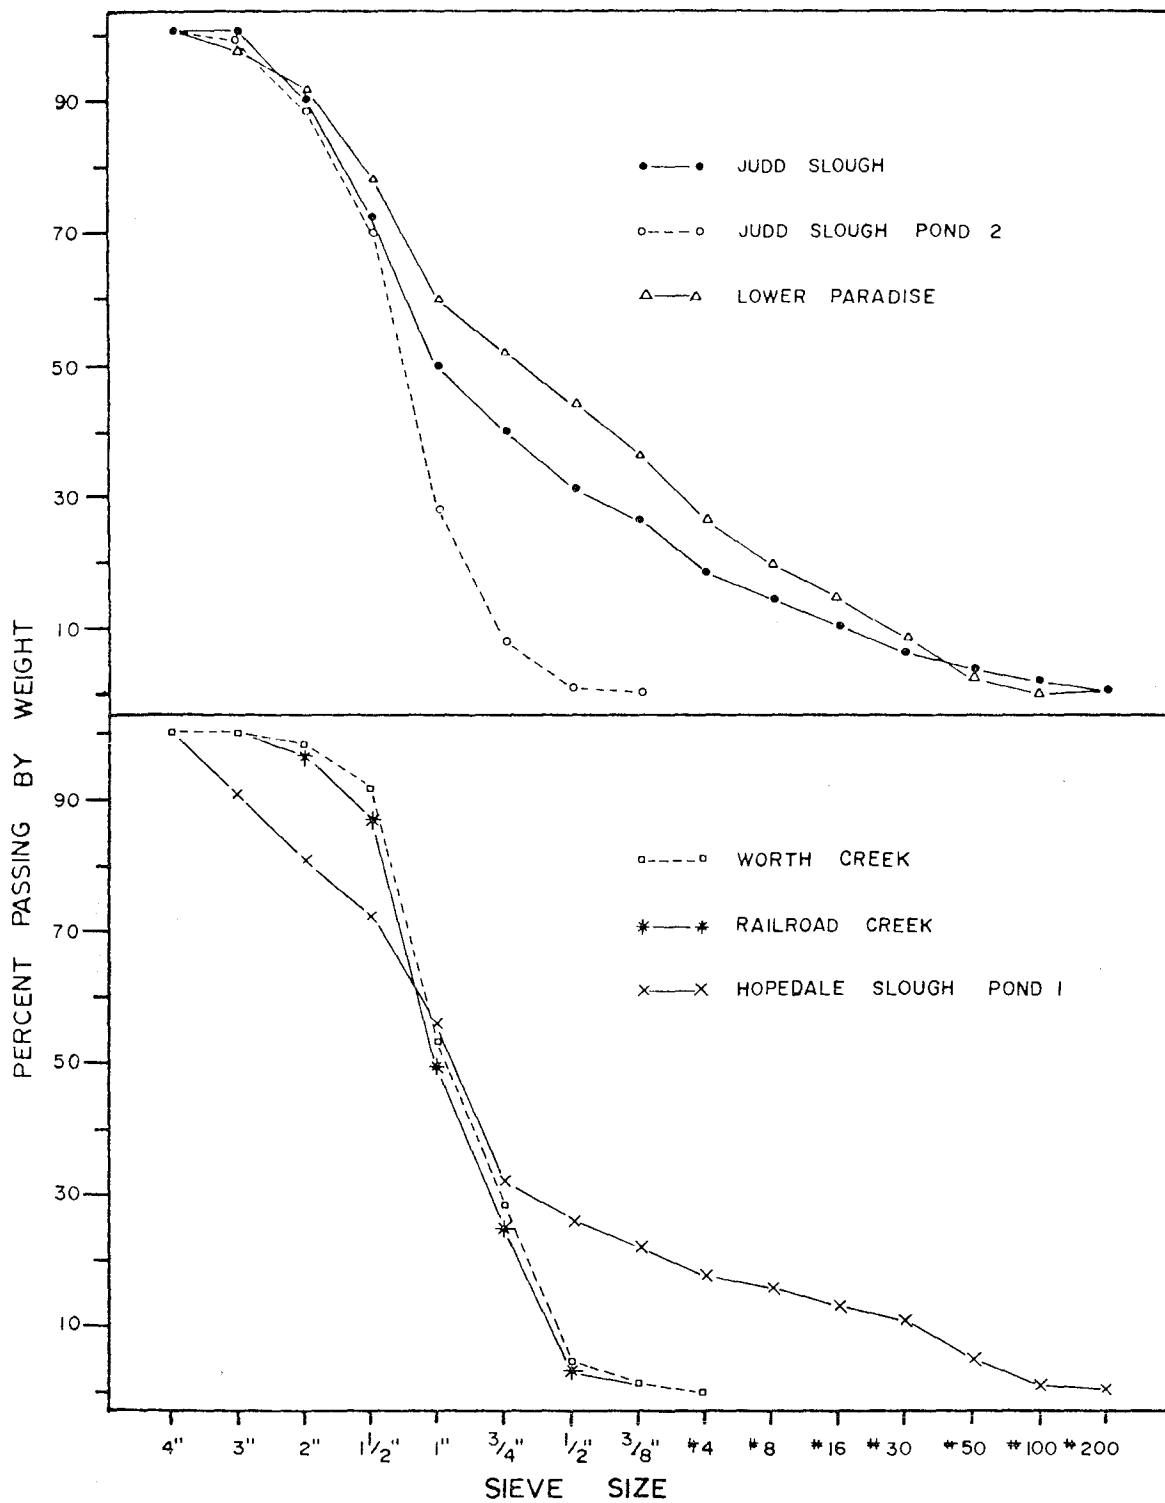 90
70
50
30
10
JUDD SLOUGH
JUDD SLOUGH POND 2
LOWER PARADISE
PERCENT PASSING BY WEIGHT
90
70
50
30
10
WORTH CREEK
RAILROAD CREEK
HOPEDALE SLOUGH POND 1
4" 3" 2" 1 1/2" 1" 3/4" 1/2" 3/8" #4 #8 #16 #30 #50 #100 #200
SIEVE SIZE